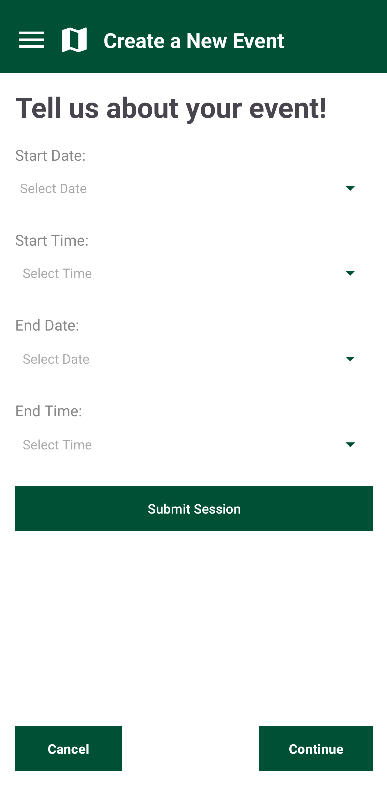 Create a New Event
Tell us about your event!
Start Date:
Select Date
Start Time:
Select Time
End Date:
Select Date
End Time:
Select Time
Submit Session
Cancel
Continue